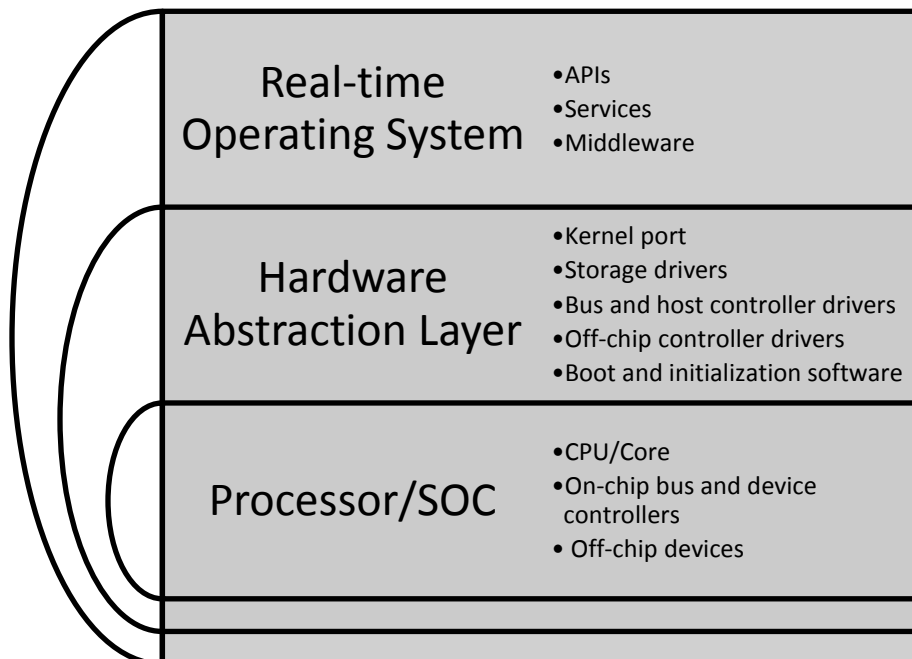 Real-time
Operating System
•APIs
•Services
•Middleware
Hardware
Abstraction Layer
•Kernel port
•Storage drivers
•Bus and host controller drivers
•Off-chip controller drivers
•Boot and initialization software
Processor/SOC
•CPU/Core
•On-chip bus and device
controllers
• Off-chip devices